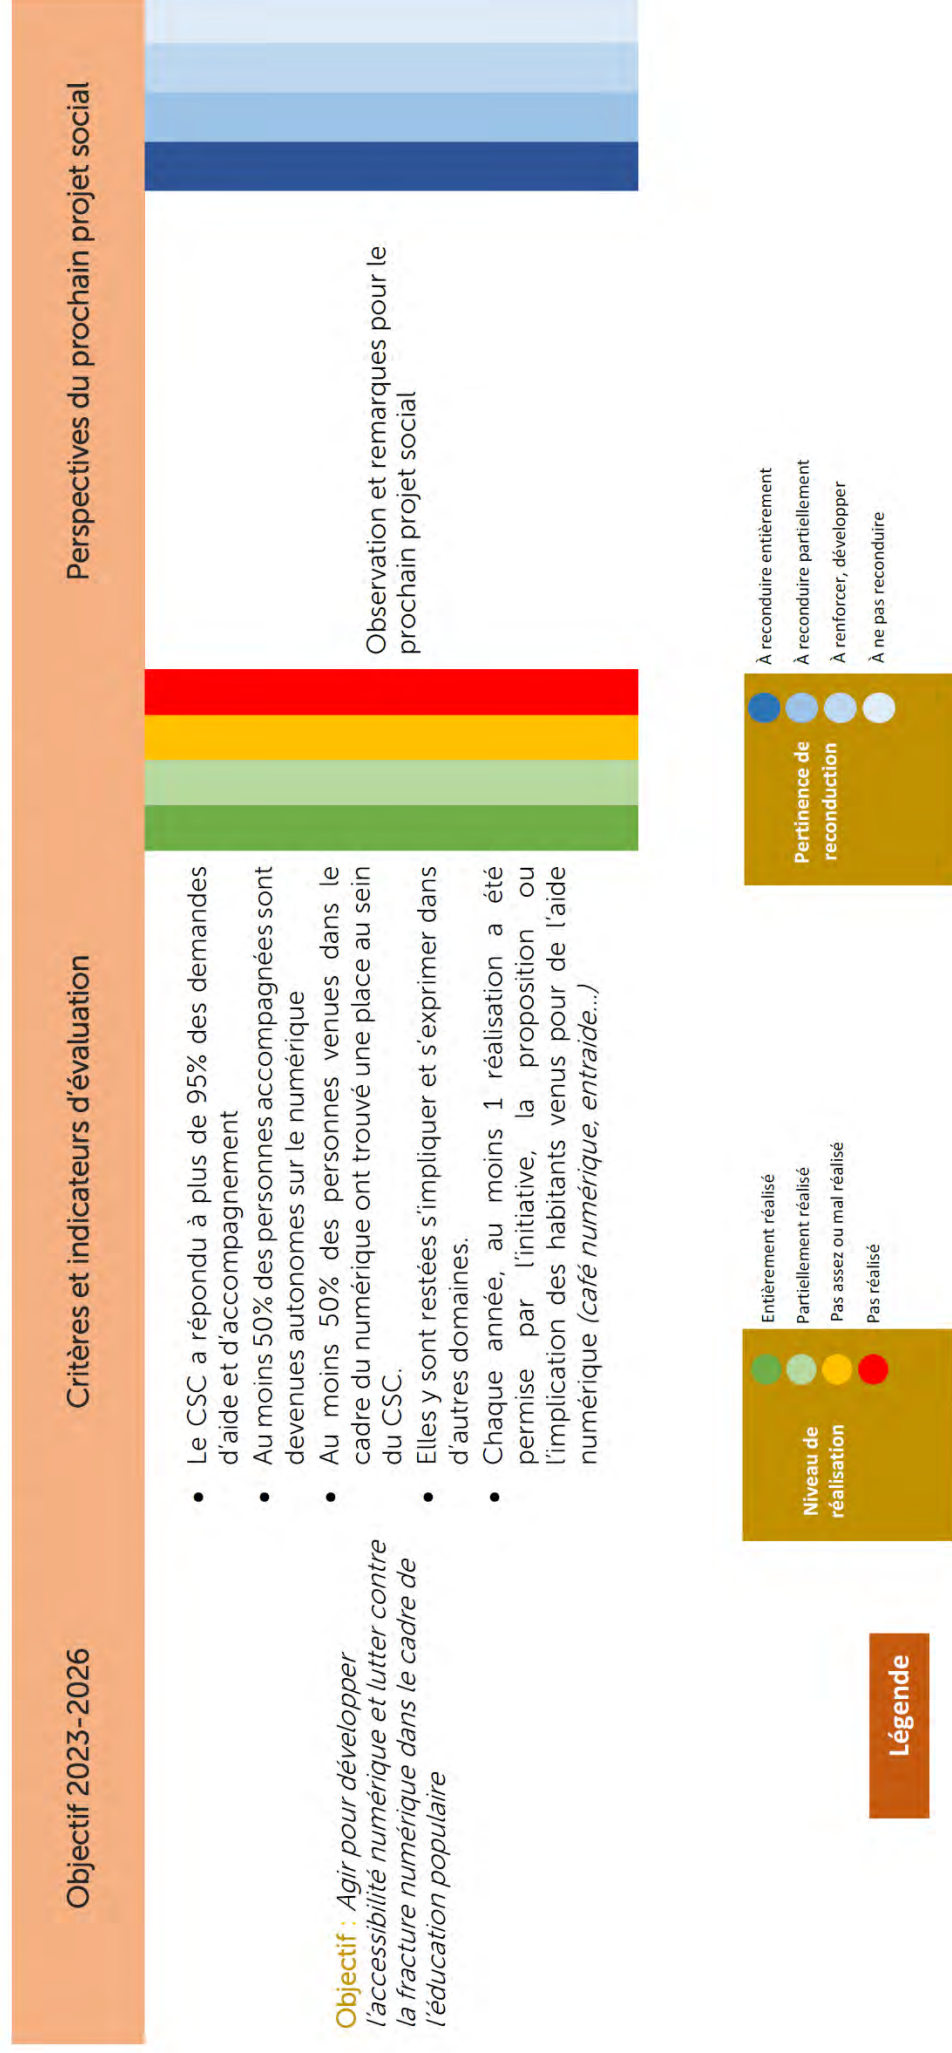 Objectif 2023-2026
Critères et indicateurs d'évaluation
Perspectives du prochain projet social
Objectif : Agir pour développer
l'accessibilité numérique et lutter contre
la fracture numérique dans le cadre de
l'éducation populaire
• Le CSC a répondu à plus de 95% des demandes
d'aide et d'accompagnement
• Au moins 50% des personnes accompagnées sont
devenues autonomes sur le numérique
• Au moins 50% des personnes venues dans le
cadre du numérique ont trouvé une place au sein
du CSC.
• Elles y sont restées s'impliquer et s'exprimer dans
d'autres domaines.
• Chaque année, au moins 1 réalisation a été
permise par l'initiative, la proposition ou
l'implication des habitants venus pour de l'aide
numérique (café numérique, entraide...)
Observation et remarques pour le
prochain projet social
Légende
Niveau de
réalisation
Entièrement réalisé
Partiellement réalisé
Pas assez ou mal réalisé
Pas réalisé
Pertinence de
reconduction
À reconduire entièrement
À reconduire partiellement
À renforcer, développer
À ne pas reconduire